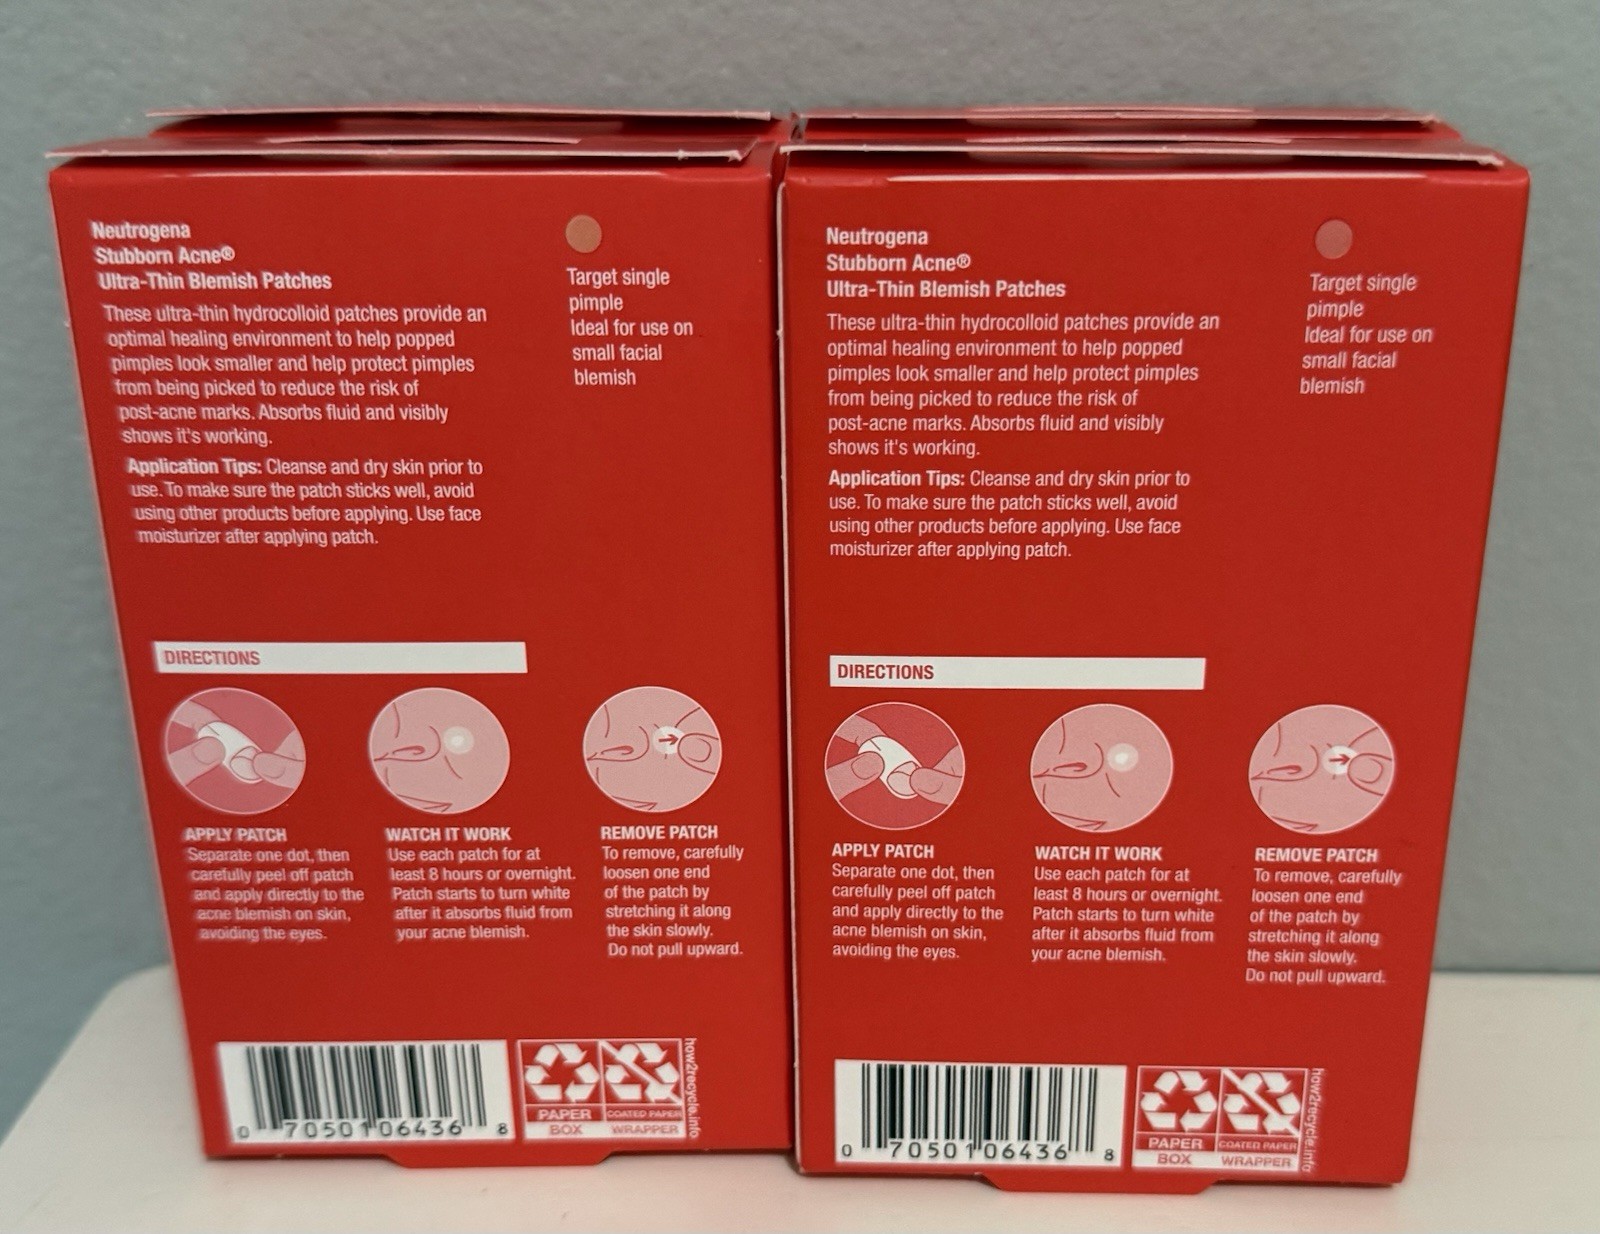 Neutrogena
Stubborn Acne®
Ultra-Thin Blemish Patches
These ultra-thin hydrocolloid patches provide an
optimal healing environment to help popped
pimples look smaller and help protect pimples
from being picked to reduce the risk of
post-acne marks. Absorbs fluid and visibly
shows it's working.
Application Tips: Cleanse and dry skin prior to
use. To make sure the patch sticks well, avoid
using other products before applying. Use face
moisturizer after applying patch.
Target single
pimple
Ideal for use on
small facial
blemish
DIRECTIONS
APPLY PATCH
Separate one dot, then
carefully peel off patch
and apply directly to the
acne blemish on skin,
avoiding the eyes.
WATCH IT WORK
Use each patch for at
least 8 hours or overnight.
Patch starts to turn white
after it absorbs fluid from
your acne blemish.
REMOVE PATCH
To remove, carefully
loosen one end
of the patch by
stretching it along
the skin slowly.
Do not pull upward.
0 70501 06436 8
PAPER
BOX
COATED PAPER
WRAPPER
how2recycle.info
Neutrogena
Stubborn Acne®
Ultra-Thin Blemish Patches
These ultra-thin hydrocolloid patches provide an
optimal healing environment to help popped
pimples look smaller and help protect pimples
from being picked to reduce the risk of
post-acne marks. Absorbs fluid and visibly
shows it's working.
Application Tips: Cleanse and dry skin prior to
use. To make sure the patch sticks well, avoid
using other products before applying. Use face
moisturizer after applying patch.
Target single
pimple
Ideal for use on
small facial
blemish
DIRECTIONS
APPLY PATCH
Separate one dot, then
carefully peel off patch
and apply directly to the
acne blemish on skin,
avoiding the eyes.
WATCH IT WORK
Use each patch for at
least 8 hours or overnight.
Patch starts to turn white
after it absorbs fluid from
your acne blemish.
REMOVE PATCH
To remove, carefully
loosen one end
of the patch by
stretching it along
the skin slowly.
Do not pull upward.
0 70501 06436 8
PAPER
BOX
COATED PAPER
WRAPPER
how2recycle.info